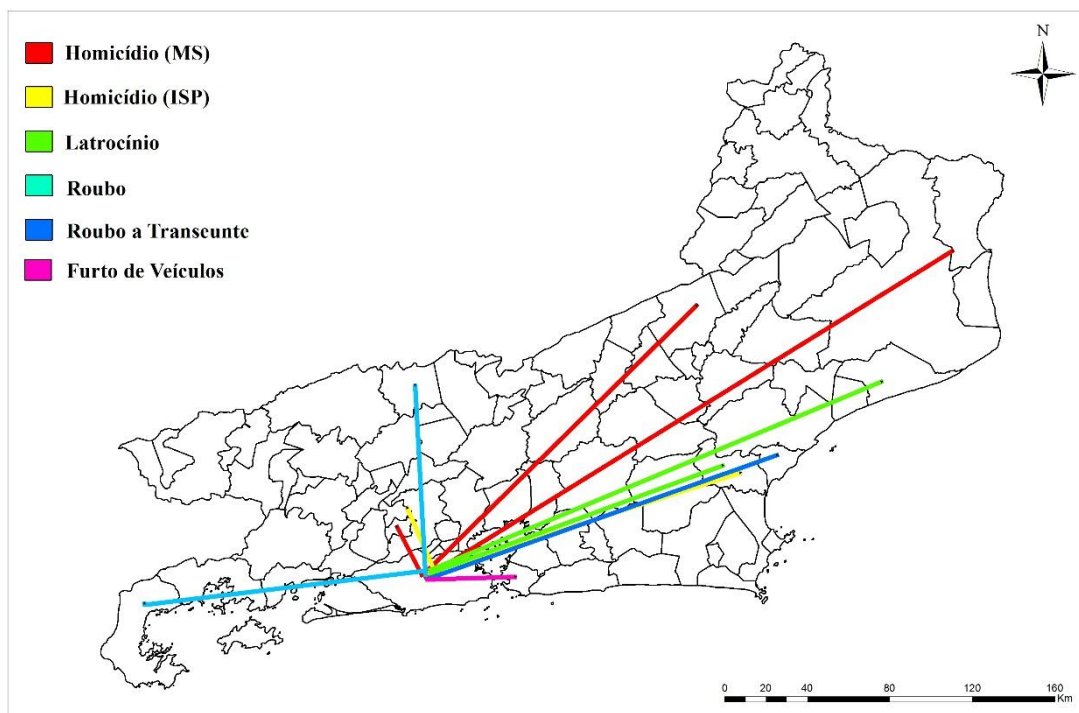 Homicídio (MS)
Homicídio (ISP)
Latrocínio
Roubo
Roubo a Transeunte
Furto de Veículos
N
0 20 40 80 120 160
Km